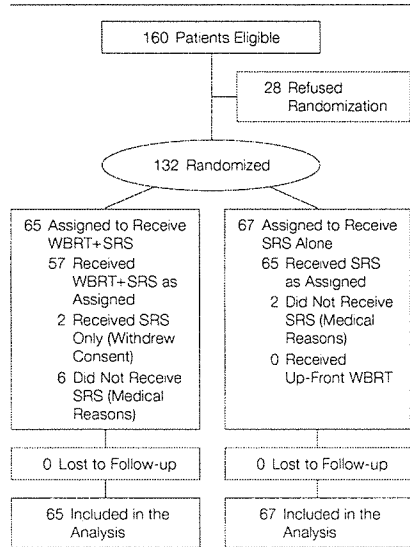 160 Patients Eligible
28 Refused
Randomization
132 Randomized
65 Assigned to Receive
WBRT+SRS
57 Received
WBRT+SRS as
Assigned
2 Received SRS
Only (Withdrew
Consent)
6 Did Not Receive
SRS (Medical
Reasons)
67 Assigned to Receive
SRS Alone
65 Received SRS
as Assigned
2 Did Not Receive
SRS (Medical
Reasons)
0 Received
Up-Front WBRT
0 Lost to Follow-up
0 Lost to Follow-up
65 Included in the
Analysis
67 Included in the
Analysis